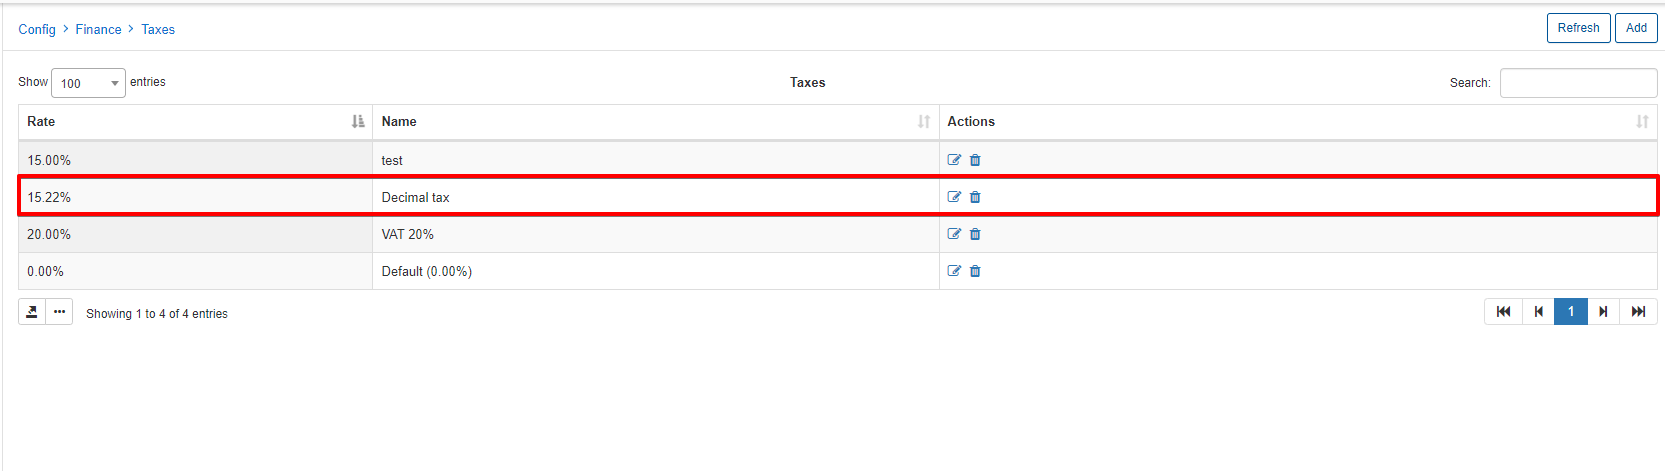 Config > Finance > Taxes
Refresh
Add
Show 100 entries
Taxes
Search:
Rate Name Actions
15.00% test
15.22% Decimal tax
20.00% VAT 20%
0.00% Default (0.00%)
Showing 1 to 4 of 4 entries
1